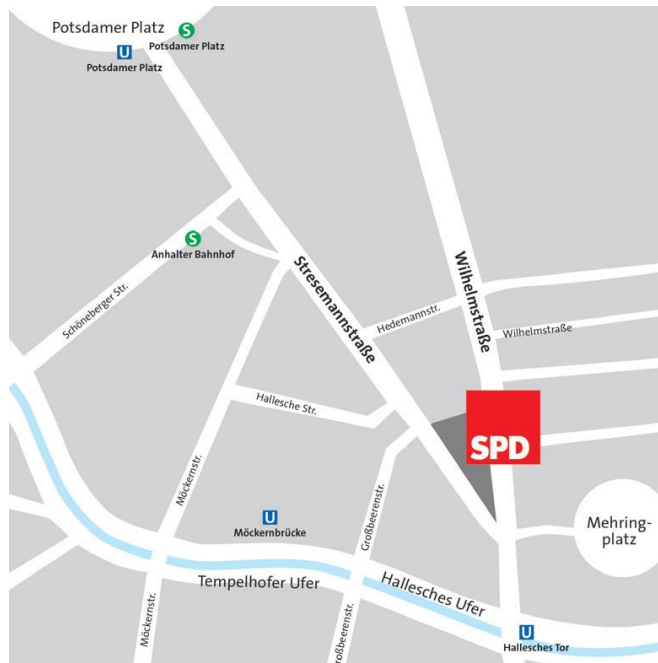 Potsdamer Platz
S
Potsdamer Platz
U
Potsdamer Platz
S
Anhalter Bahnhof
Schöneberger Str.
Stresemannstraße
Wilhelmstraße
Hedemannstr.
Wilhelmstraße
Hallesche Str.
SPD
Möckernstr.
Großbeerenstr.
U
Möckernbrücke
Mehring-
platz
Tempelhofer Ufer
Hallesches Ufer
Möckernstr.
Großbeerenstr.
U
Hallesches Tor